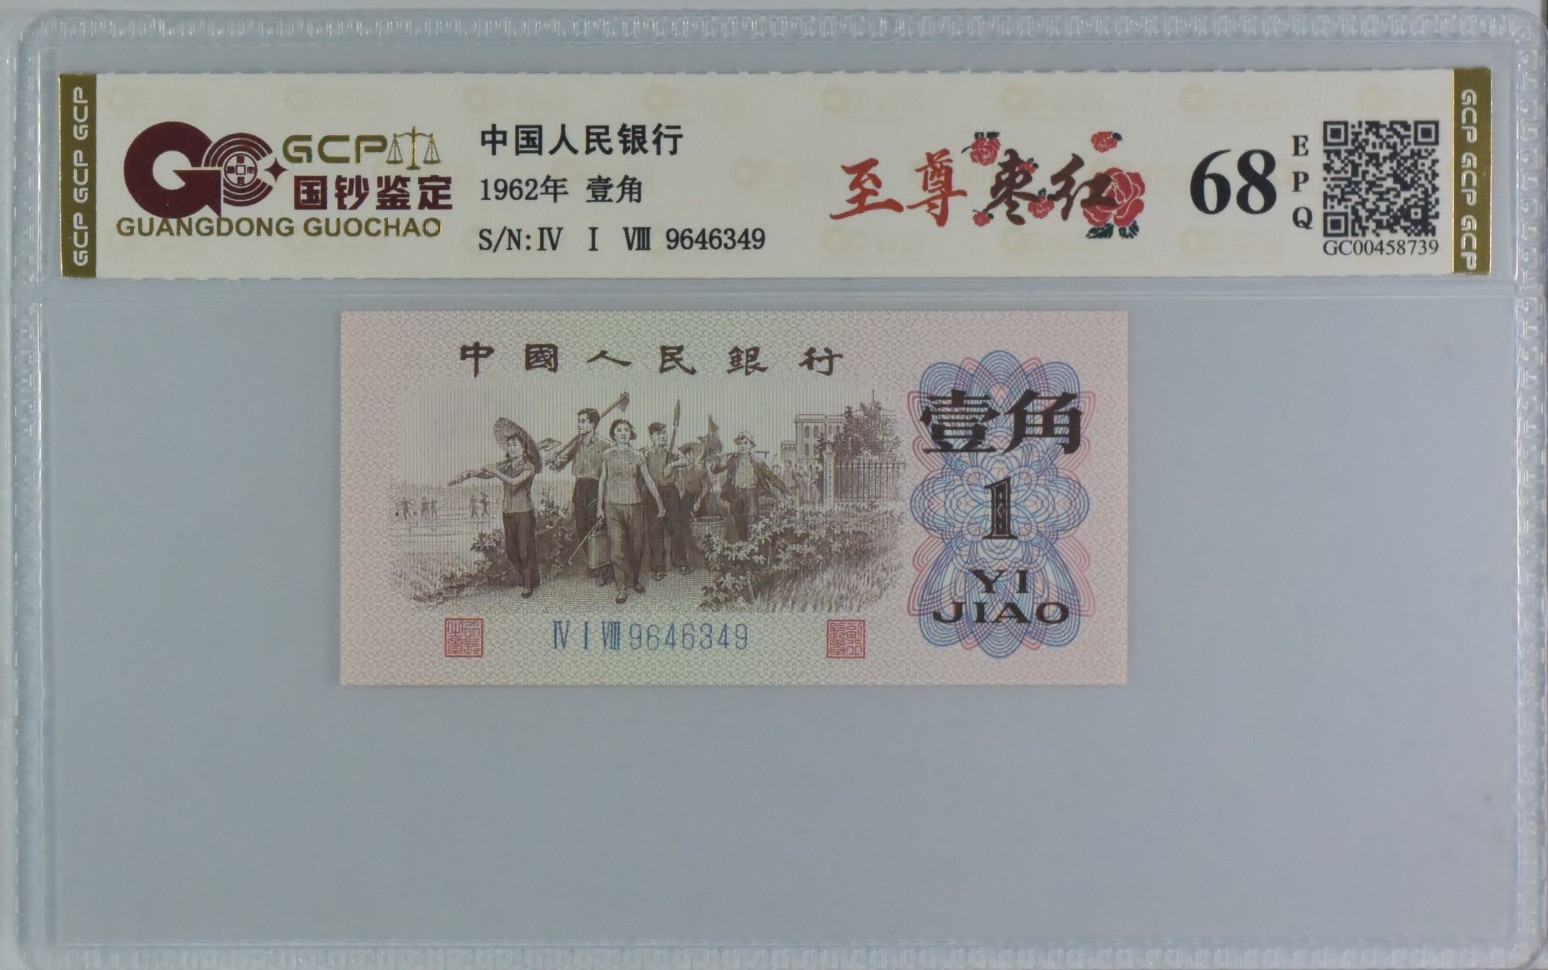 GCP
国钞鉴定
GUANGDONG GUOCHAO
中国人民银行
1962年 壹角
S/N:Ⅳ Ⅰ Ⅷ 9646349
至尊枣红
68
EPQ
GC00458739
GCP GCP GCP
GCP GCP GCP
中國人民銀行
壹角
1
YI
JIAO
Ⅳ Ⅰ Ⅷ 9646349